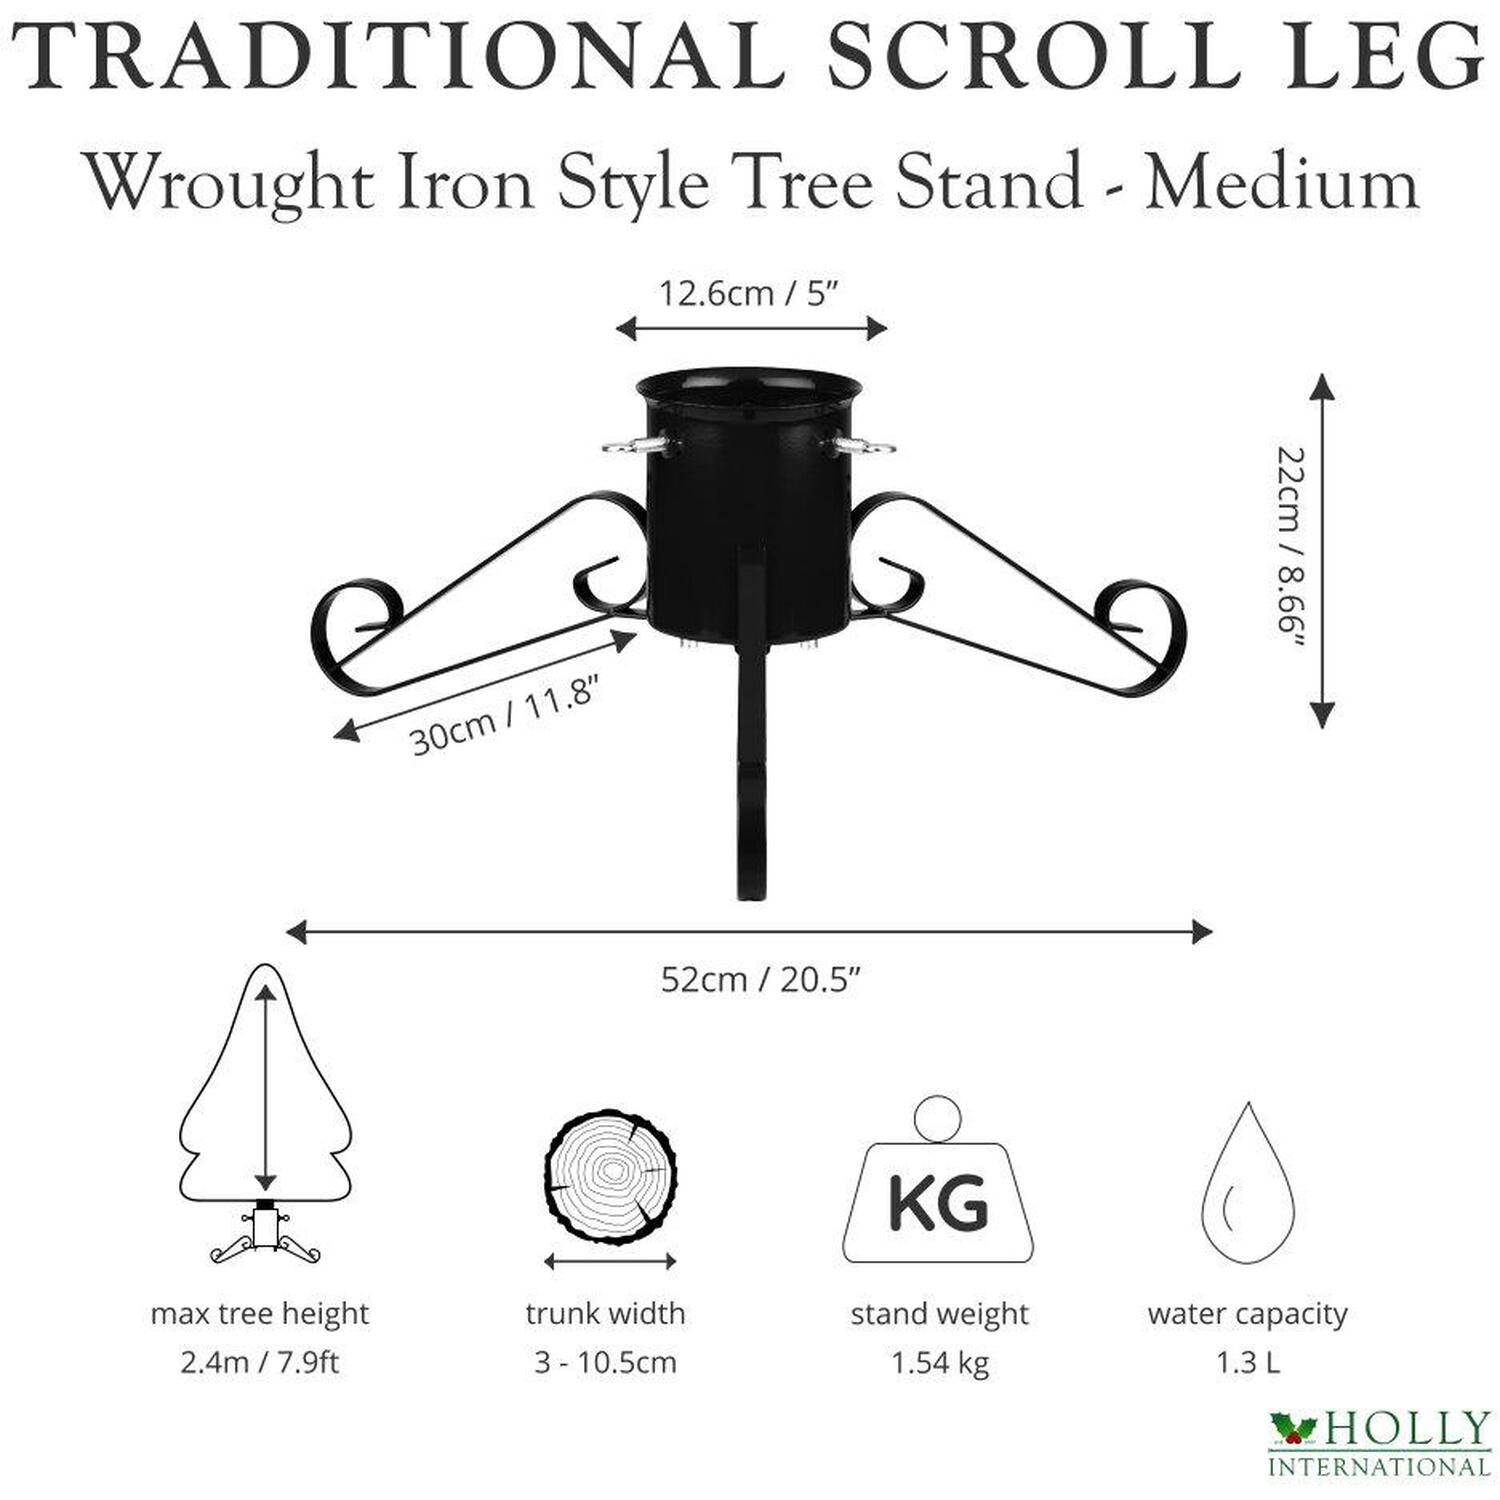 TRADITIONAL SCROLL LEG
Wrought Iron Style Tree Stand - Medium
12.6cm / 5”
22cm / 8.66”
30cm / 11.8”
52cm / 20.5”
KG
max tree height
2.4m / 7.9ft
trunk width
3 - 10.5cm
stand weight
1.54 kg
water capacity
1.3 L
HOLLY
INTERNATIONAL